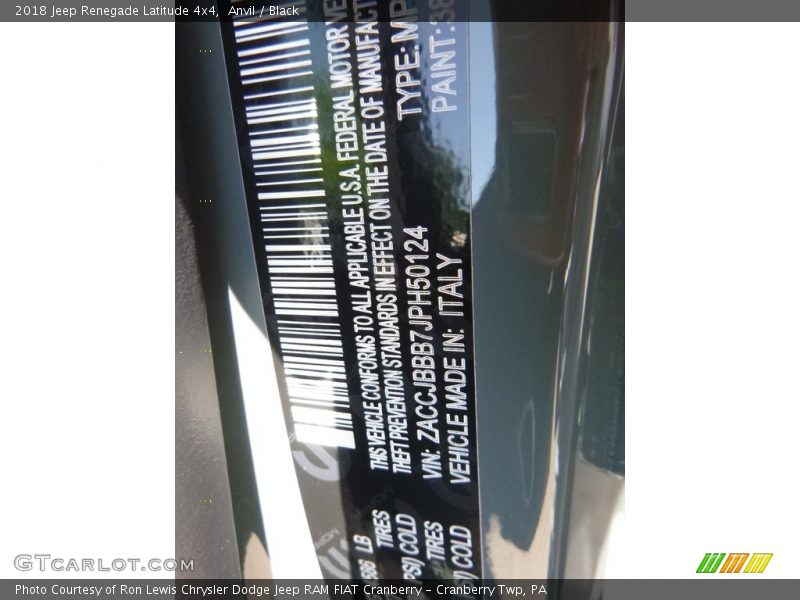 2018 Jeep Renegade Latitude 4x4, Anvil / Black
THIS VEHICLE CONFORMS TO ALL APPLICABLE U.S.A. FEDERAL MOTOR
THEFT PREVENTION STANDARDS IN EFFECT ON THE DATE OF
VIN: ZACCJBBB7JPH50124 TYPE:
VEHICLE MADE IN: ITALY PAINT:
LB
TIRES
COLD
TIRES
COLD
GTCARLOT.COM
Photo Courtesy of Ron Lewis Chrysler Dodge Jeep RAM FIAT Cranberry – Cranberry Twp, PA